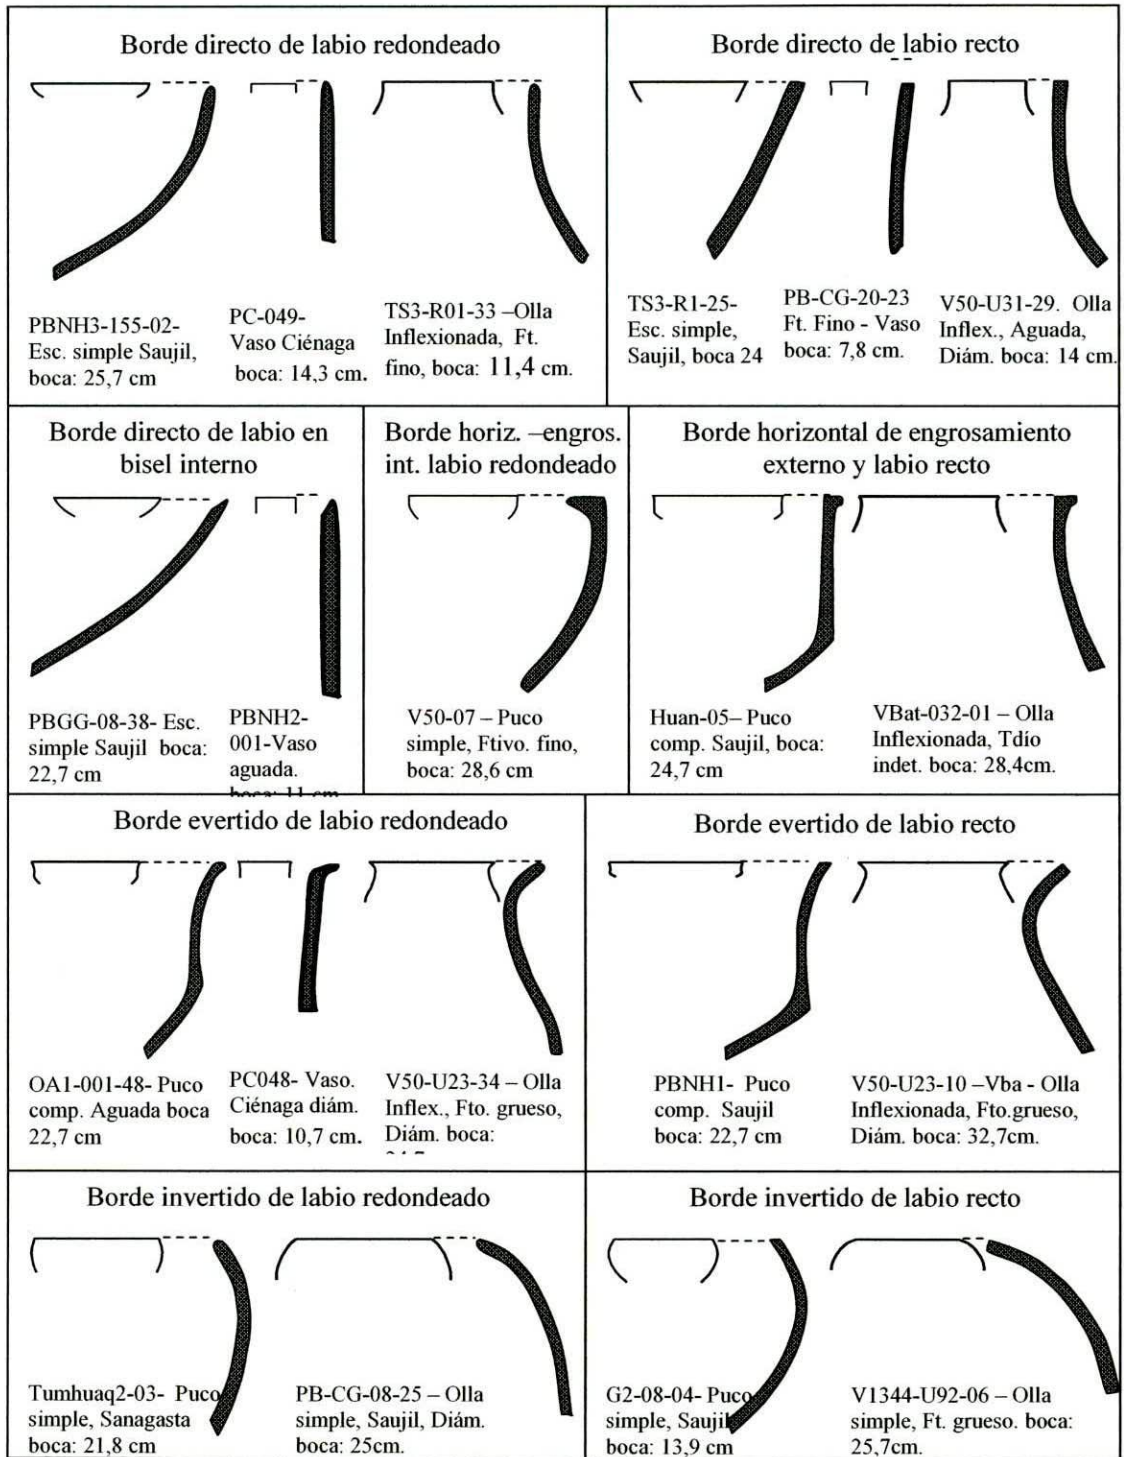 Borde directo de labio redondeado
PBNH3-155-02-
Esc. simple Saujil,
boca: 25,7 cm
PC-049-
Vaso Ciénaga
boca: 14,3 cm.
TS3-R01-33 –Olla
Inflexionada, Ft.
fino, boca: 11,4 cm.
Borde directo de labio recto
TS3-R1-25-
Esc. simple,
Saujil, boca 24
PB-CG-20-23
Ft. Fino - Vaso
boca: 7,8 cm.
V50-U31-29. Olla
Inflex., Aguada,
Diám. boca: 14 cm.
Borde directo de labio en
bisel interno
PBGG-08-38- Esc.
simple Saujil boca:
22,7 cm
PBNH2-
001-Vaso
aguada.
boca: 11 cm
Borde horiz. –engros.
int. labio redondeado
V50-07 – Puco
simple, Ftivo. fino,
boca: 28,6 cm
Borde horizontal de engrosamiento
externo y labio recto
Huan-05– Puco
comp. Saujil, boca:
24,7 cm
VBat-032-01 – Olla
Inflexionada, Tdío
indet. boca: 28,4cm.
Borde evertido de labio redondeado
OA1-001-48- Puco
comp. Aguada boca
22,7 cm
PC048- Vaso.
Ciénaga diám.
boca: 10,7 cm.
V50-U23-34 – Olla
Inflex., Fto. grueso,
Diám. boca:
Borde evertido de labio recto
PBNH1- Puco
comp. Saujil
boca: 22,7 cm
V50-U23-10 –Vba - Olla
Inflexionada, Fto.grueso,
Diám. boca: 32,7cm.
Borde invertido de labio redondeado
Tumhuaq2-03- Puco
simple, Sanagasta
boca: 21,8 cm
PB-CG-08-25 – Olla
simple, Saujil, Diám.
boca: 25cm.
Borde invertido de labio recto
G2-08-04- Puco
simple, Saujil
boca: 13,9 cm
V1344-U92-06 – Olla
simple, Ft. grueso. boca:
25,7cm.